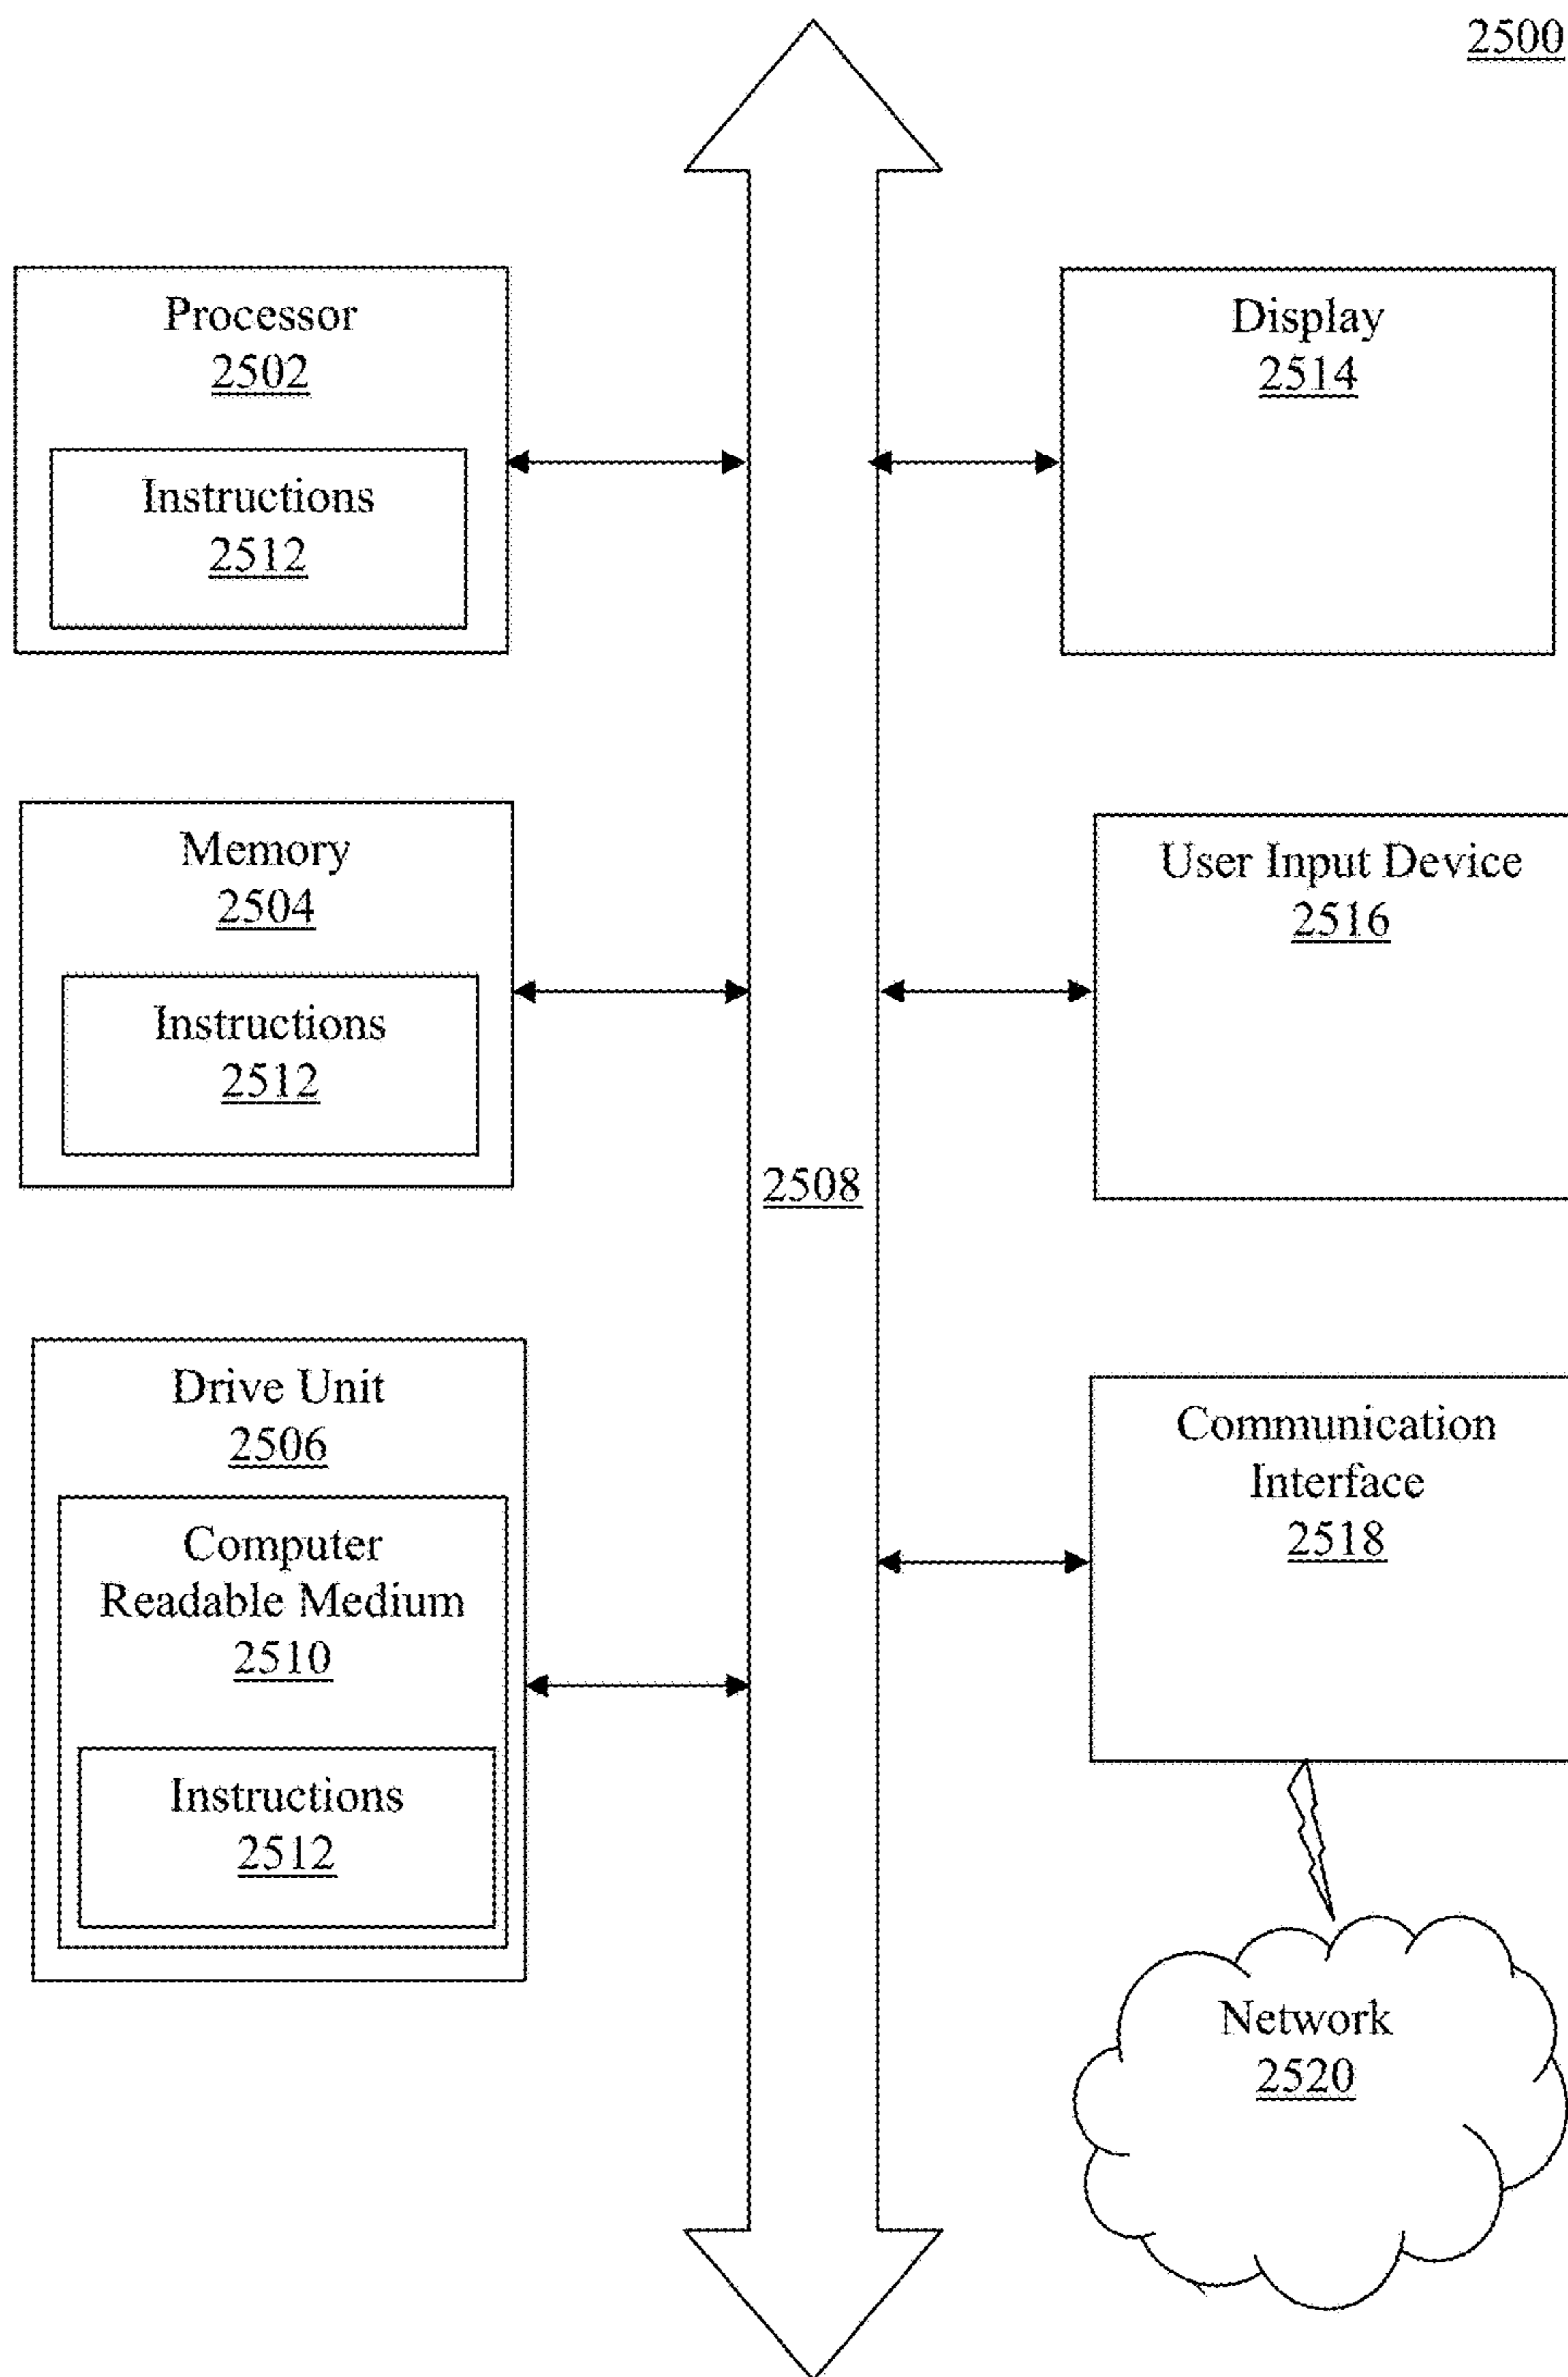 2500
Processor
2502
Instructions
2512
Display
2514
Memory
2504
Instructions
2512
User Input Device
2516
2508
Drive Unit
2506
Computer
Readable Medium
2510
Instructions
2512
Communication
Interface
2518
Network
2520